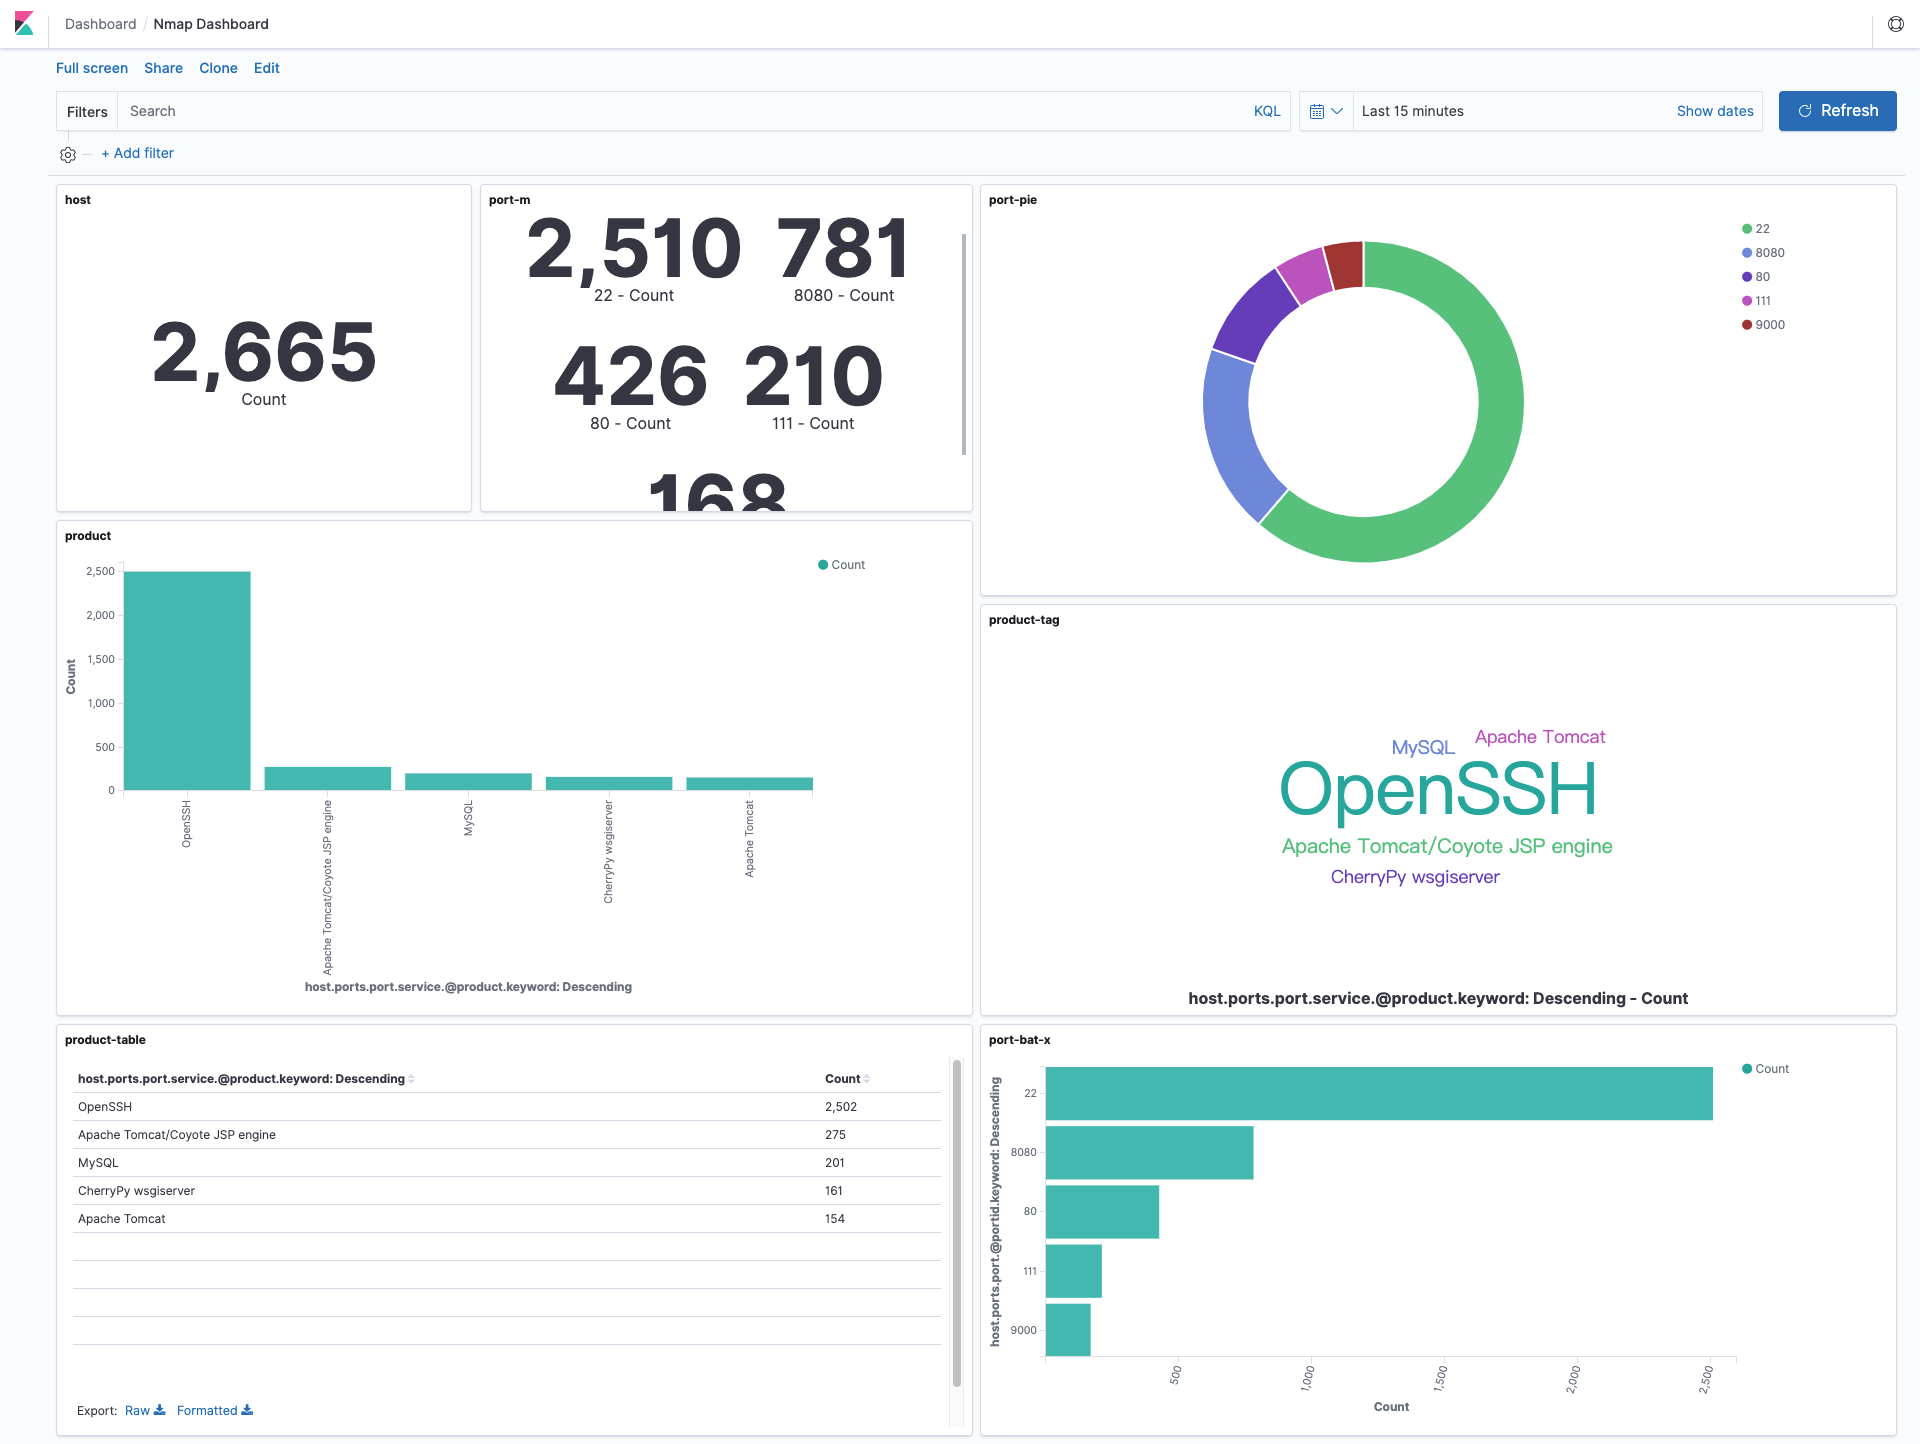 Dashboard / Nmap Dashboard
Full screen Share Clone Edit
Filters Search KQL Last 15 minutes Show dates Refresh
+ Add filter
host
2,665
Count
port-m
2,510 781
22 - Count 8080 - Count
426 210
80 - Count 111 - Count
168
port-pie
22
8080
80
111
9000
product
Count
2,500
2,000
1,500
1,000
500
0
Count
OpenSSH
Apache Tomcat/Coyote JSP engine
MySQL
CherryPy wsgiserver
Apache Tomcat
host.ports.port.service.@product.keyword: Descending
product-tag
MySQL Apache Tomcat
OpenSSH
Apache Tomcat/Coyote JSP engine
CherryPy wsgiserver
host.ports.port.service.@product.keyword: Descending - Count
product-table
host.ports.port.service.@product.keyword: Descending Count
OpenSSH 2,502
Apache Tomcat/Coyote JSP engine 275
MySQL 201
CherryPy wsgiserver 161
Apache Tomcat 154
Export: Raw Formatted
port-bat-x
Count
host.ports.port.@portid.keyword: Descending
22
8080
80
111
9000
500 1,000 1,500 2,000 2,500
Count